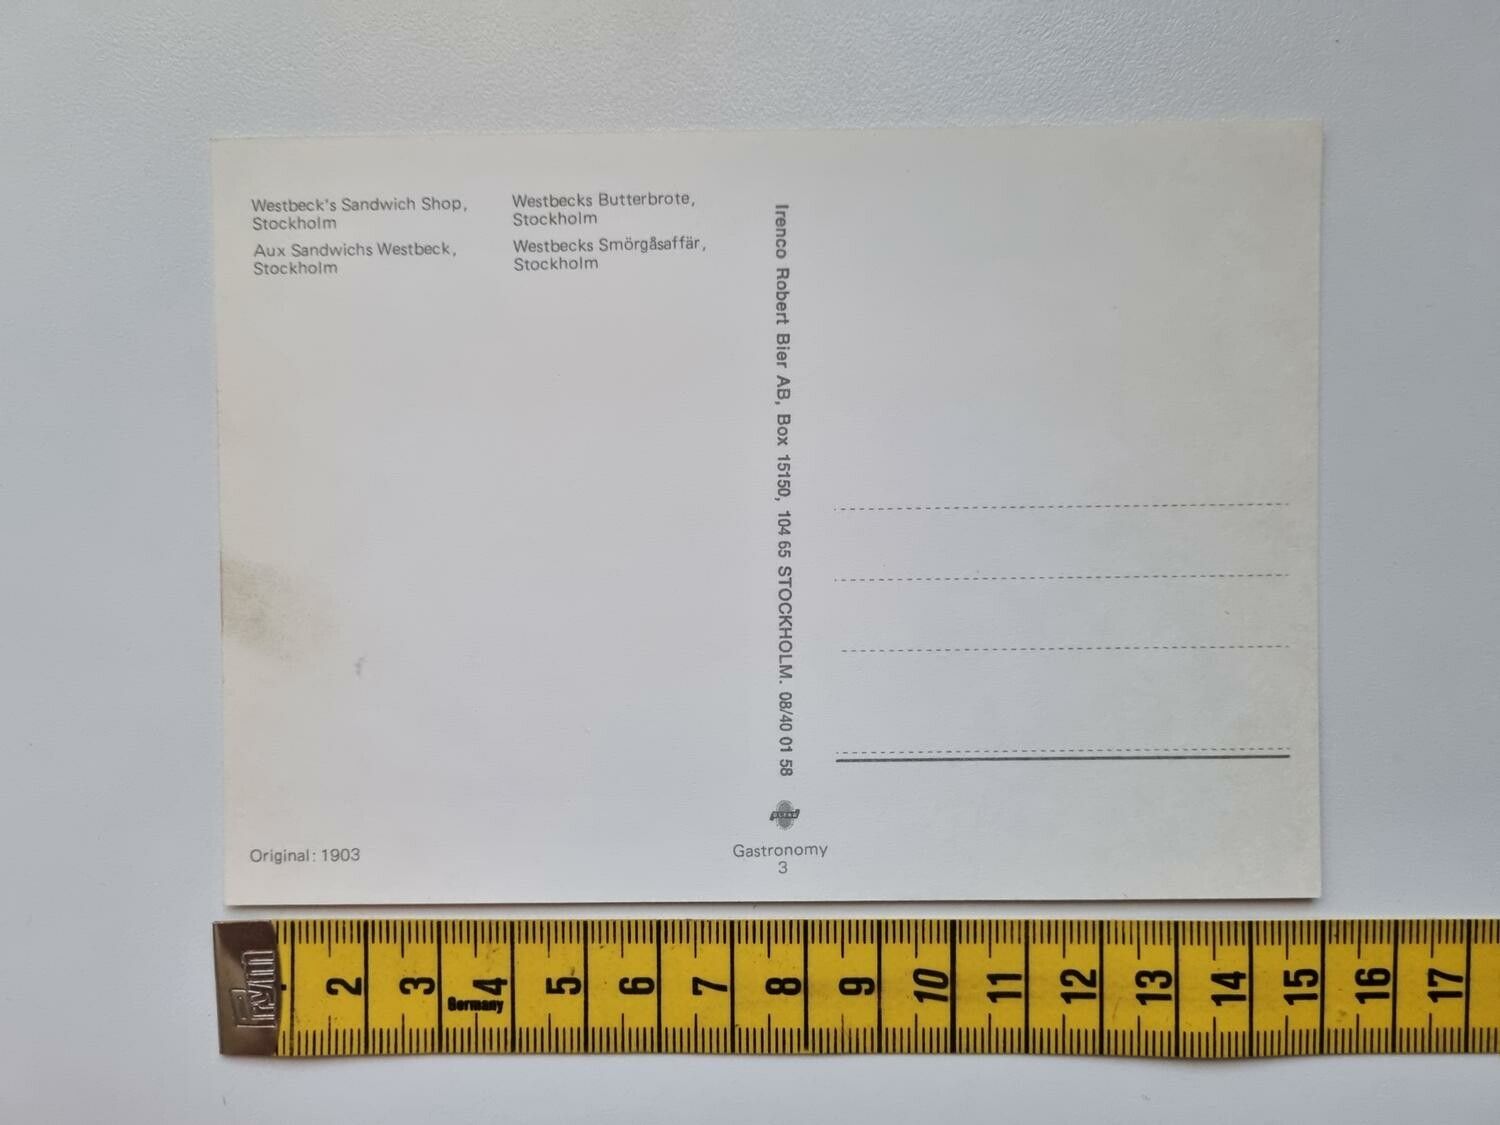 Westbeck's Sandwich Shop,
Stockholm
Aux Sandwichs Westbeck,
Stockholm
Westbecks Butterbrote,
Stockholm
Westbecks Smörgåsaffär,
Stockholm
Irenco Robert Bier AB, Box 15150, 104 65 STOCKHOLM. 08/40 01 58
Original: 1903
Gastronomy
3
Prym
2 3 4 5 6 7 8 9 10 11 12 13 14 15 16 17
Germany